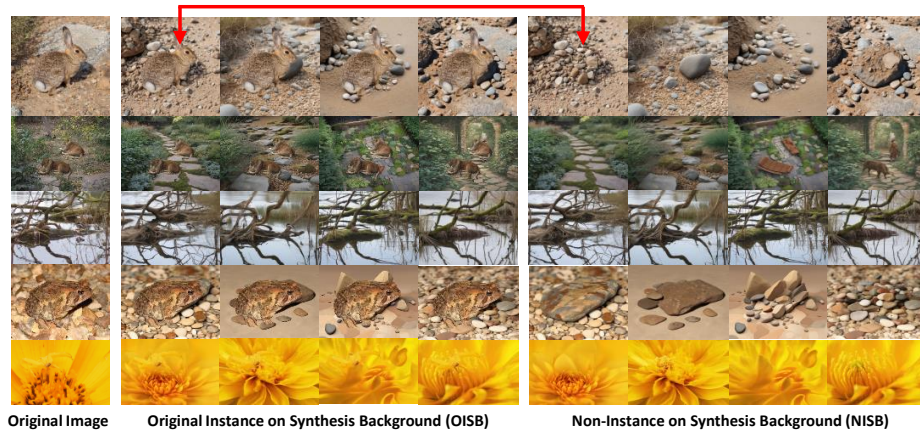 Original Image
Original Instance on Synthesis Background (OISB)
Non-Instance on Synthesis Background (NISB)